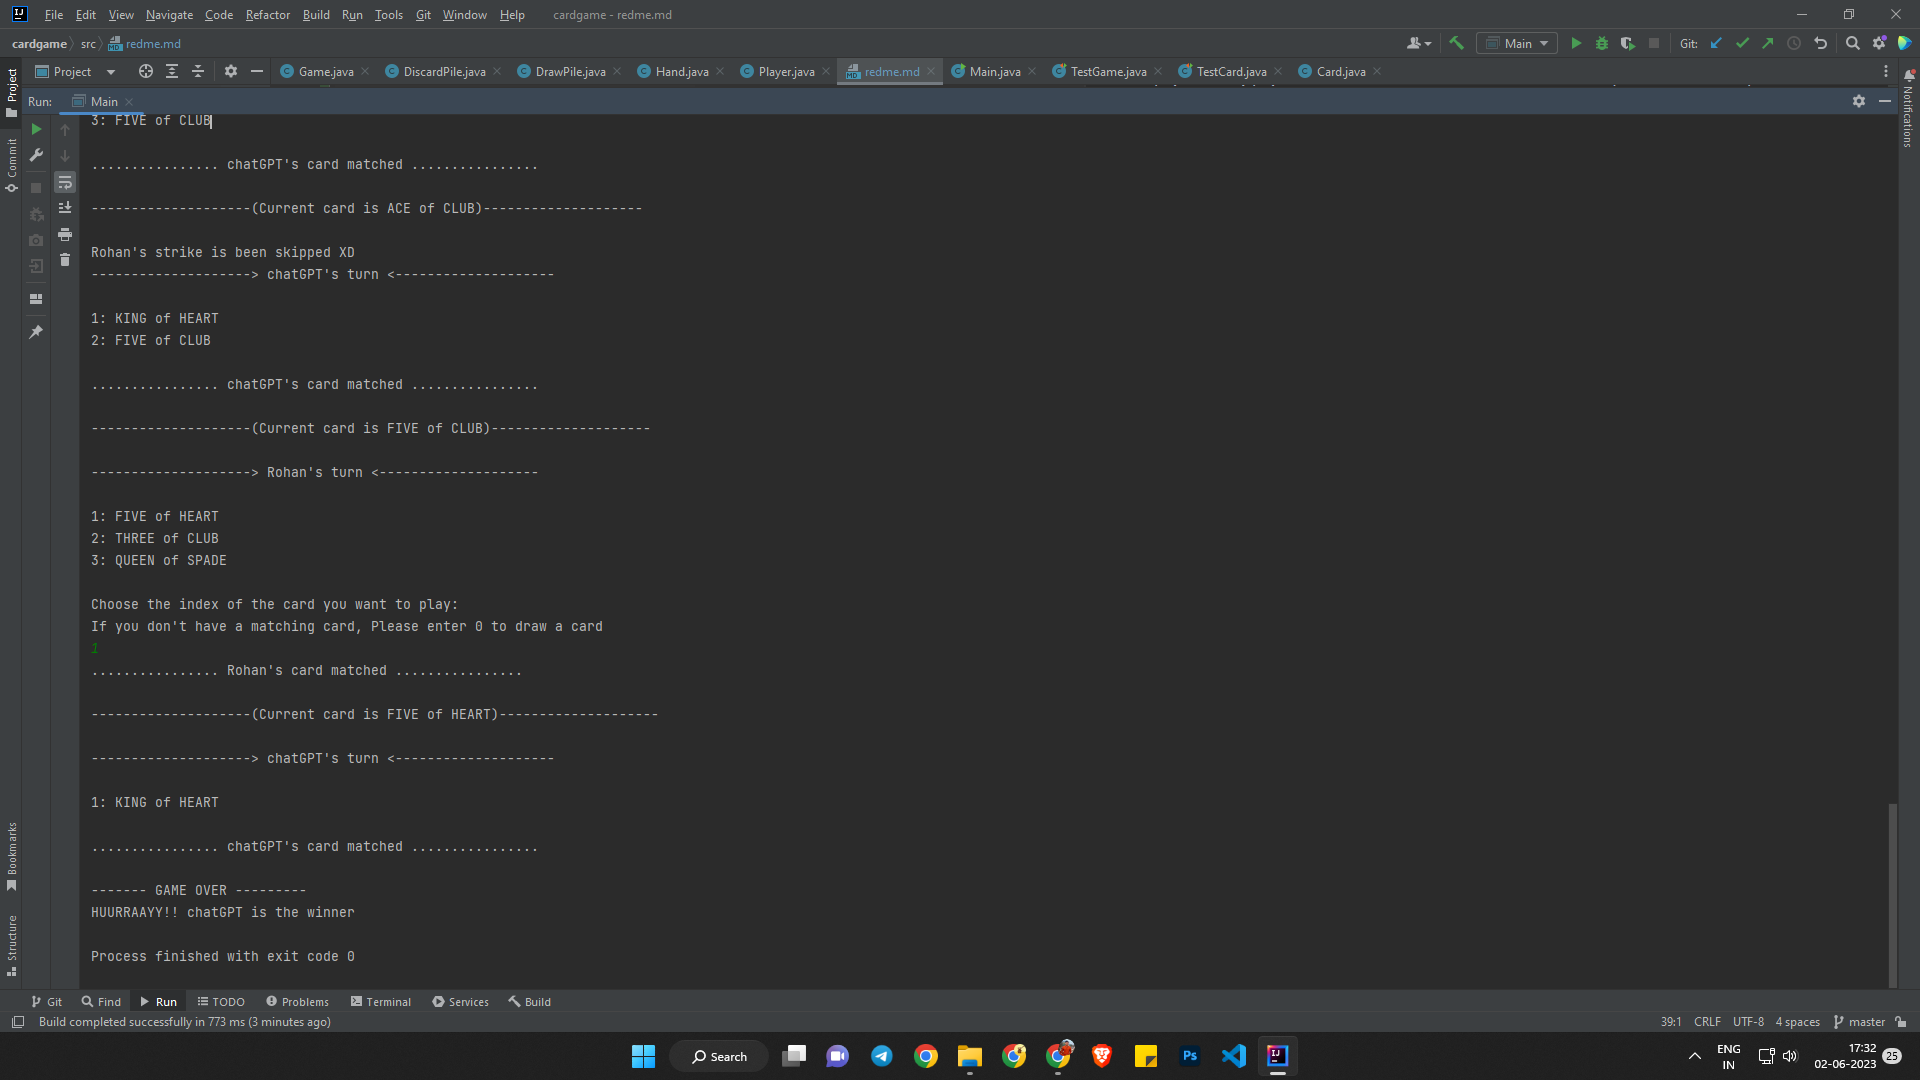 File Edit View Navigate Code Refactor Build Run Tools Git Window Help cardgame - redme.md
cardgame src redme.md Main Git:
Project Game.java DiscardPile.java DrawPile.java Hand.java Player.java redme.md Main.java TestGame.java TestCard.java Card.java
Run: Main
Project
Commit
Bookmarks
Structure
Notifications
3: FIVE of CLUB
................ chatGPT's card matched ................
--------------------(Current card is ACE of CLUB)--------------------
Rohan's strike is been skipped XD
--------------------> chatGPT's turn <--------------------
1: KING of HEART
2: FIVE of CLUB
................ chatGPT's card matched ................
--------------------(Current card is FIVE of CLUB)--------------------
--------------------> Rohan's turn <--------------------
1: FIVE of HEART
2: THREE of CLUB
3: QUEEN of SPADE
Choose the index of the card you want to play:
If you don't have a matching card, Please enter 0 to draw a card
1
................ Rohan's card matched ................
--------------------(Current card is FIVE of HEART)--------------------
--------------------> chatGPT's turn <--------------------
1: KING of HEART
................ chatGPT's card matched ................
------- GAME OVER ---------
HUURRAAYY!! chatGPT is the winner
Process finished with exit code 0
Git Find Run TODO Problems Terminal Services Build
Build completed successfully in 773 ms (3 minutes ago) 39:1 CRLF UTF-8 4 spaces master
Search
ENG
IN
17:32
02-06-2023
25